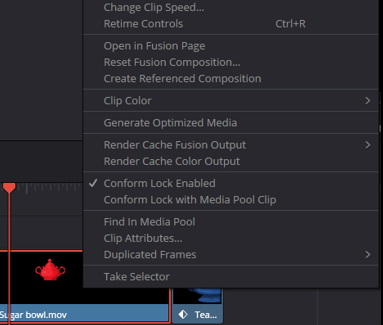 Change Clip Speed...
Retime Controls Ctrl+R
Open in Fusion Page
Reset Fusion Composition...
Create Referenced Composition
Clip Color
Generate Optimized Media
Render Cache Fusion Output
Render Cache Color Output
Conform Lock Enabled
Conform Lock with Media Pool Clip
Find In Media Pool
Clip Attributes...
Duplicated Frames
Take Selector
Sugar bowl.mov
Tea...